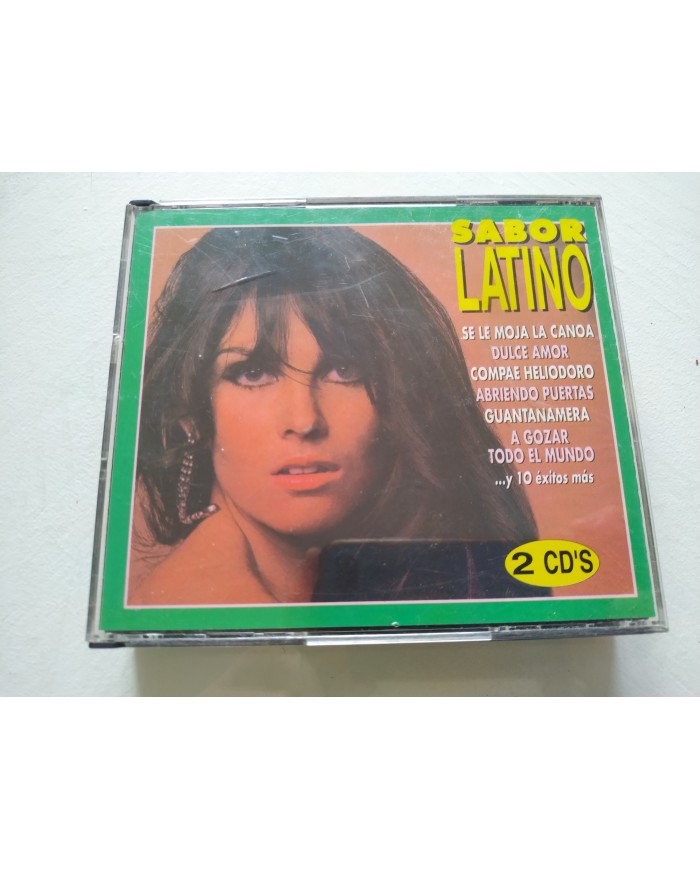 SABOR
LATINO
SE LE MOJA LA CANOA
DULCE AMOR
COMPAE HELIODORO
ABRIENDO PUERTAS
GUANTANAMERA
A GOZAR
TODO EL MUNDO
...y 10 éxitos más
2 CD'S